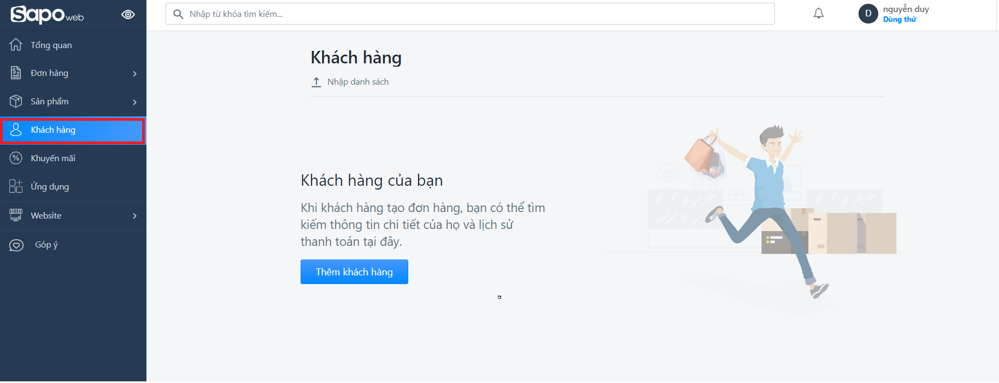 Sapo web
Nhập từ khóa tìm kiếm...
D
nguyễn duy
Dùng thử
Tổng quan
Đơn hàng
Sản phẩm
Khách hàng
Khuyến mãi
Ứng dụng
Website
Góp ý
Khách hàng
Nhập danh sách
Khách hàng của bạn
Khi khách hàng tạo đơn hàng, bạn có thể tìm
kiếm thông tin chi tiết của họ và lịch sử
thanh toán tại đây.
Thêm khách hàng